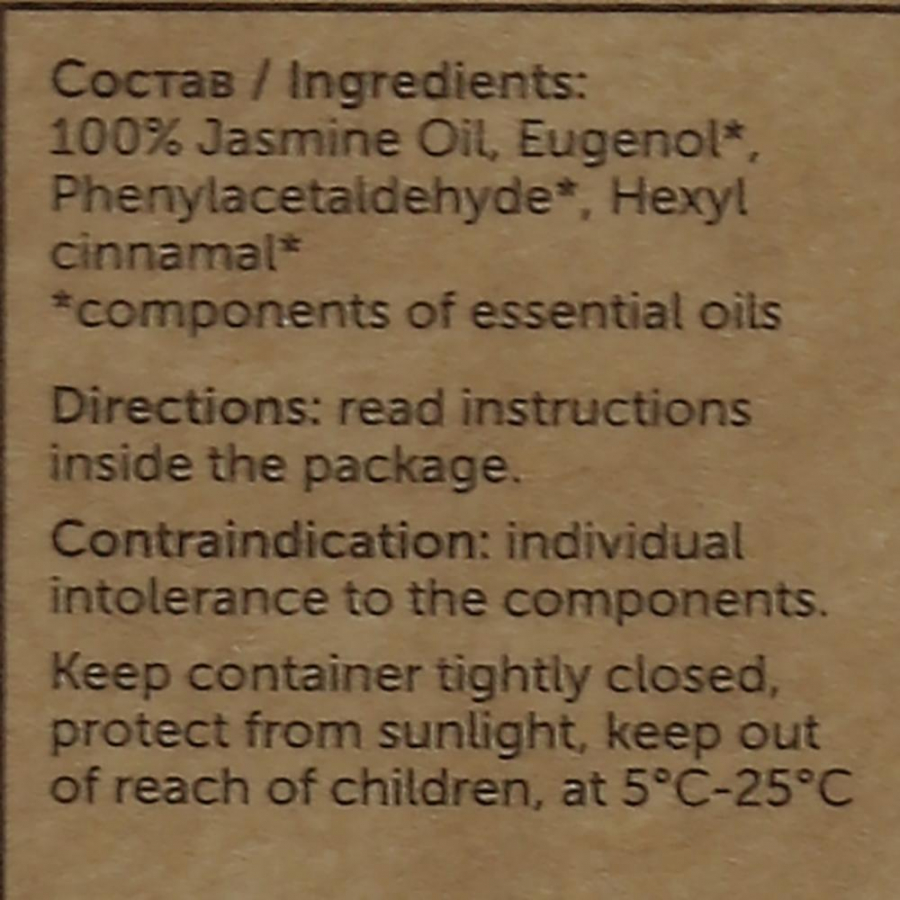 Состав / Ingredients:
100% Jasmine Oil, Eugenol*,
Phenylacetaldehyde*, Hexyl
cinnamal*
*components of essential oils
Directions: read instructions
inside the package.
Contraindication: individual
intolerance to the components.
Keep container tightly closed,
protect from sunlight, keep out
of reach of children, at 5°C-25°C